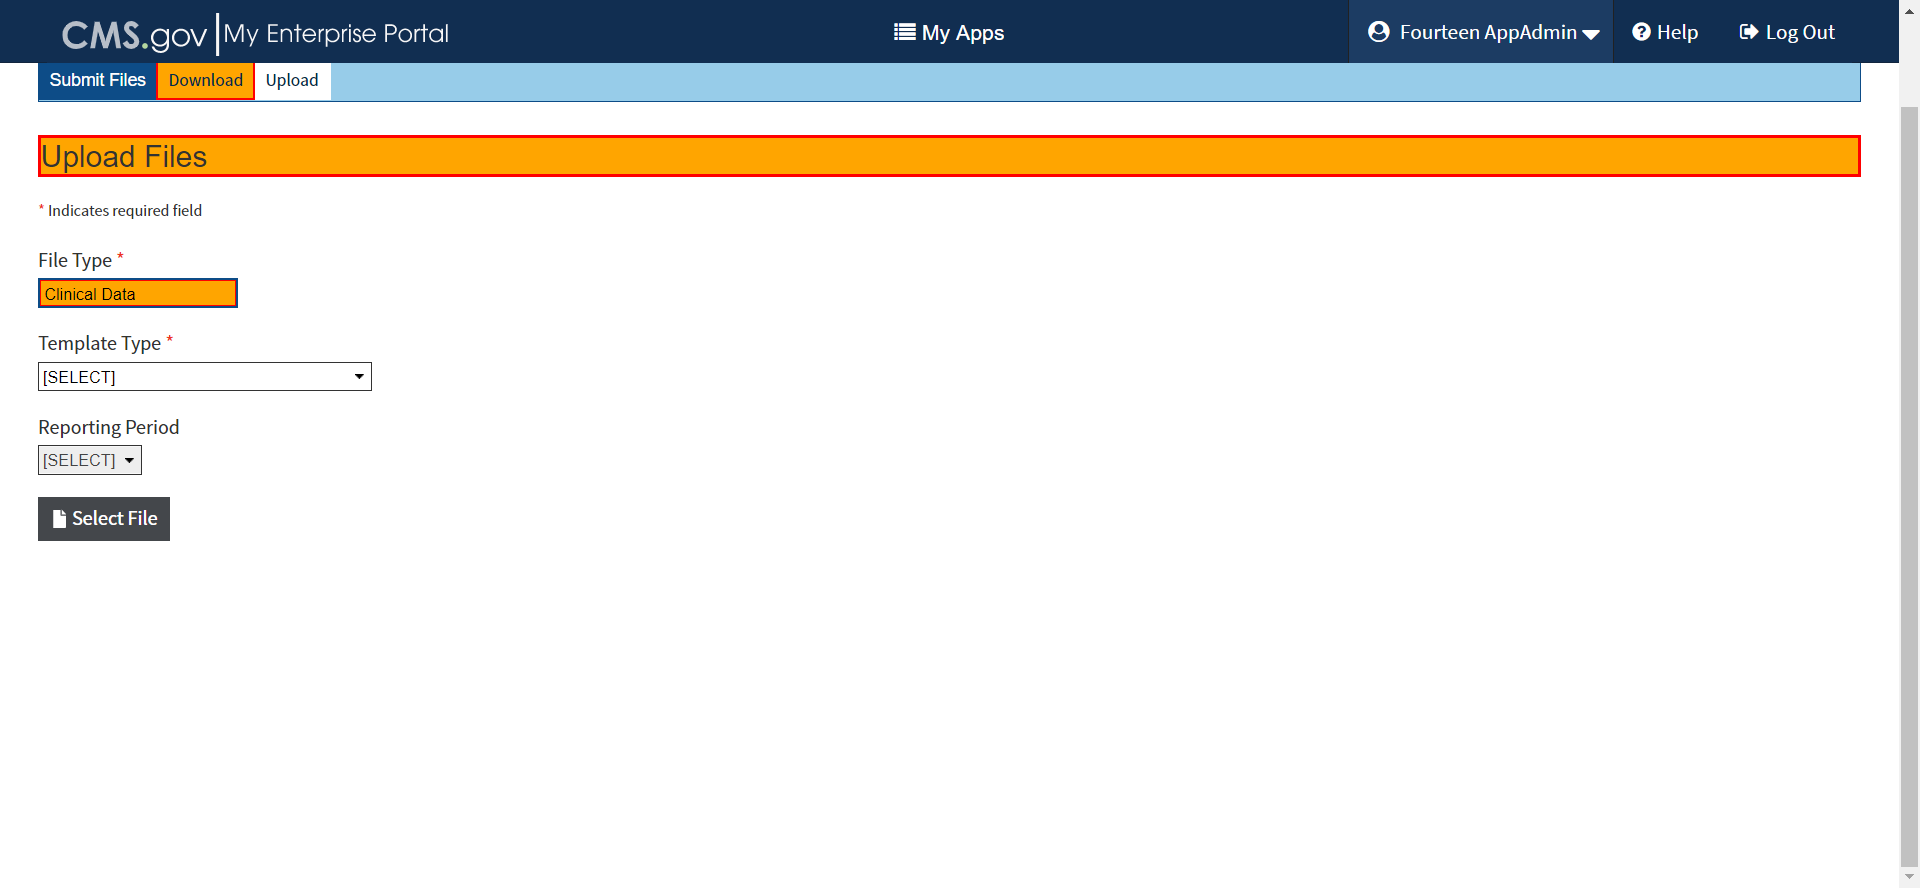 CMS.gov My Enterprise Portal My Apps Fourteen AppAdmin Help Log Out
Submit Files Download Upload
Upload Files
* Indicates required field
File Type *
Clinical Data
Template Type *
[SELECT]
Reporting Period
[SELECT]
Select File